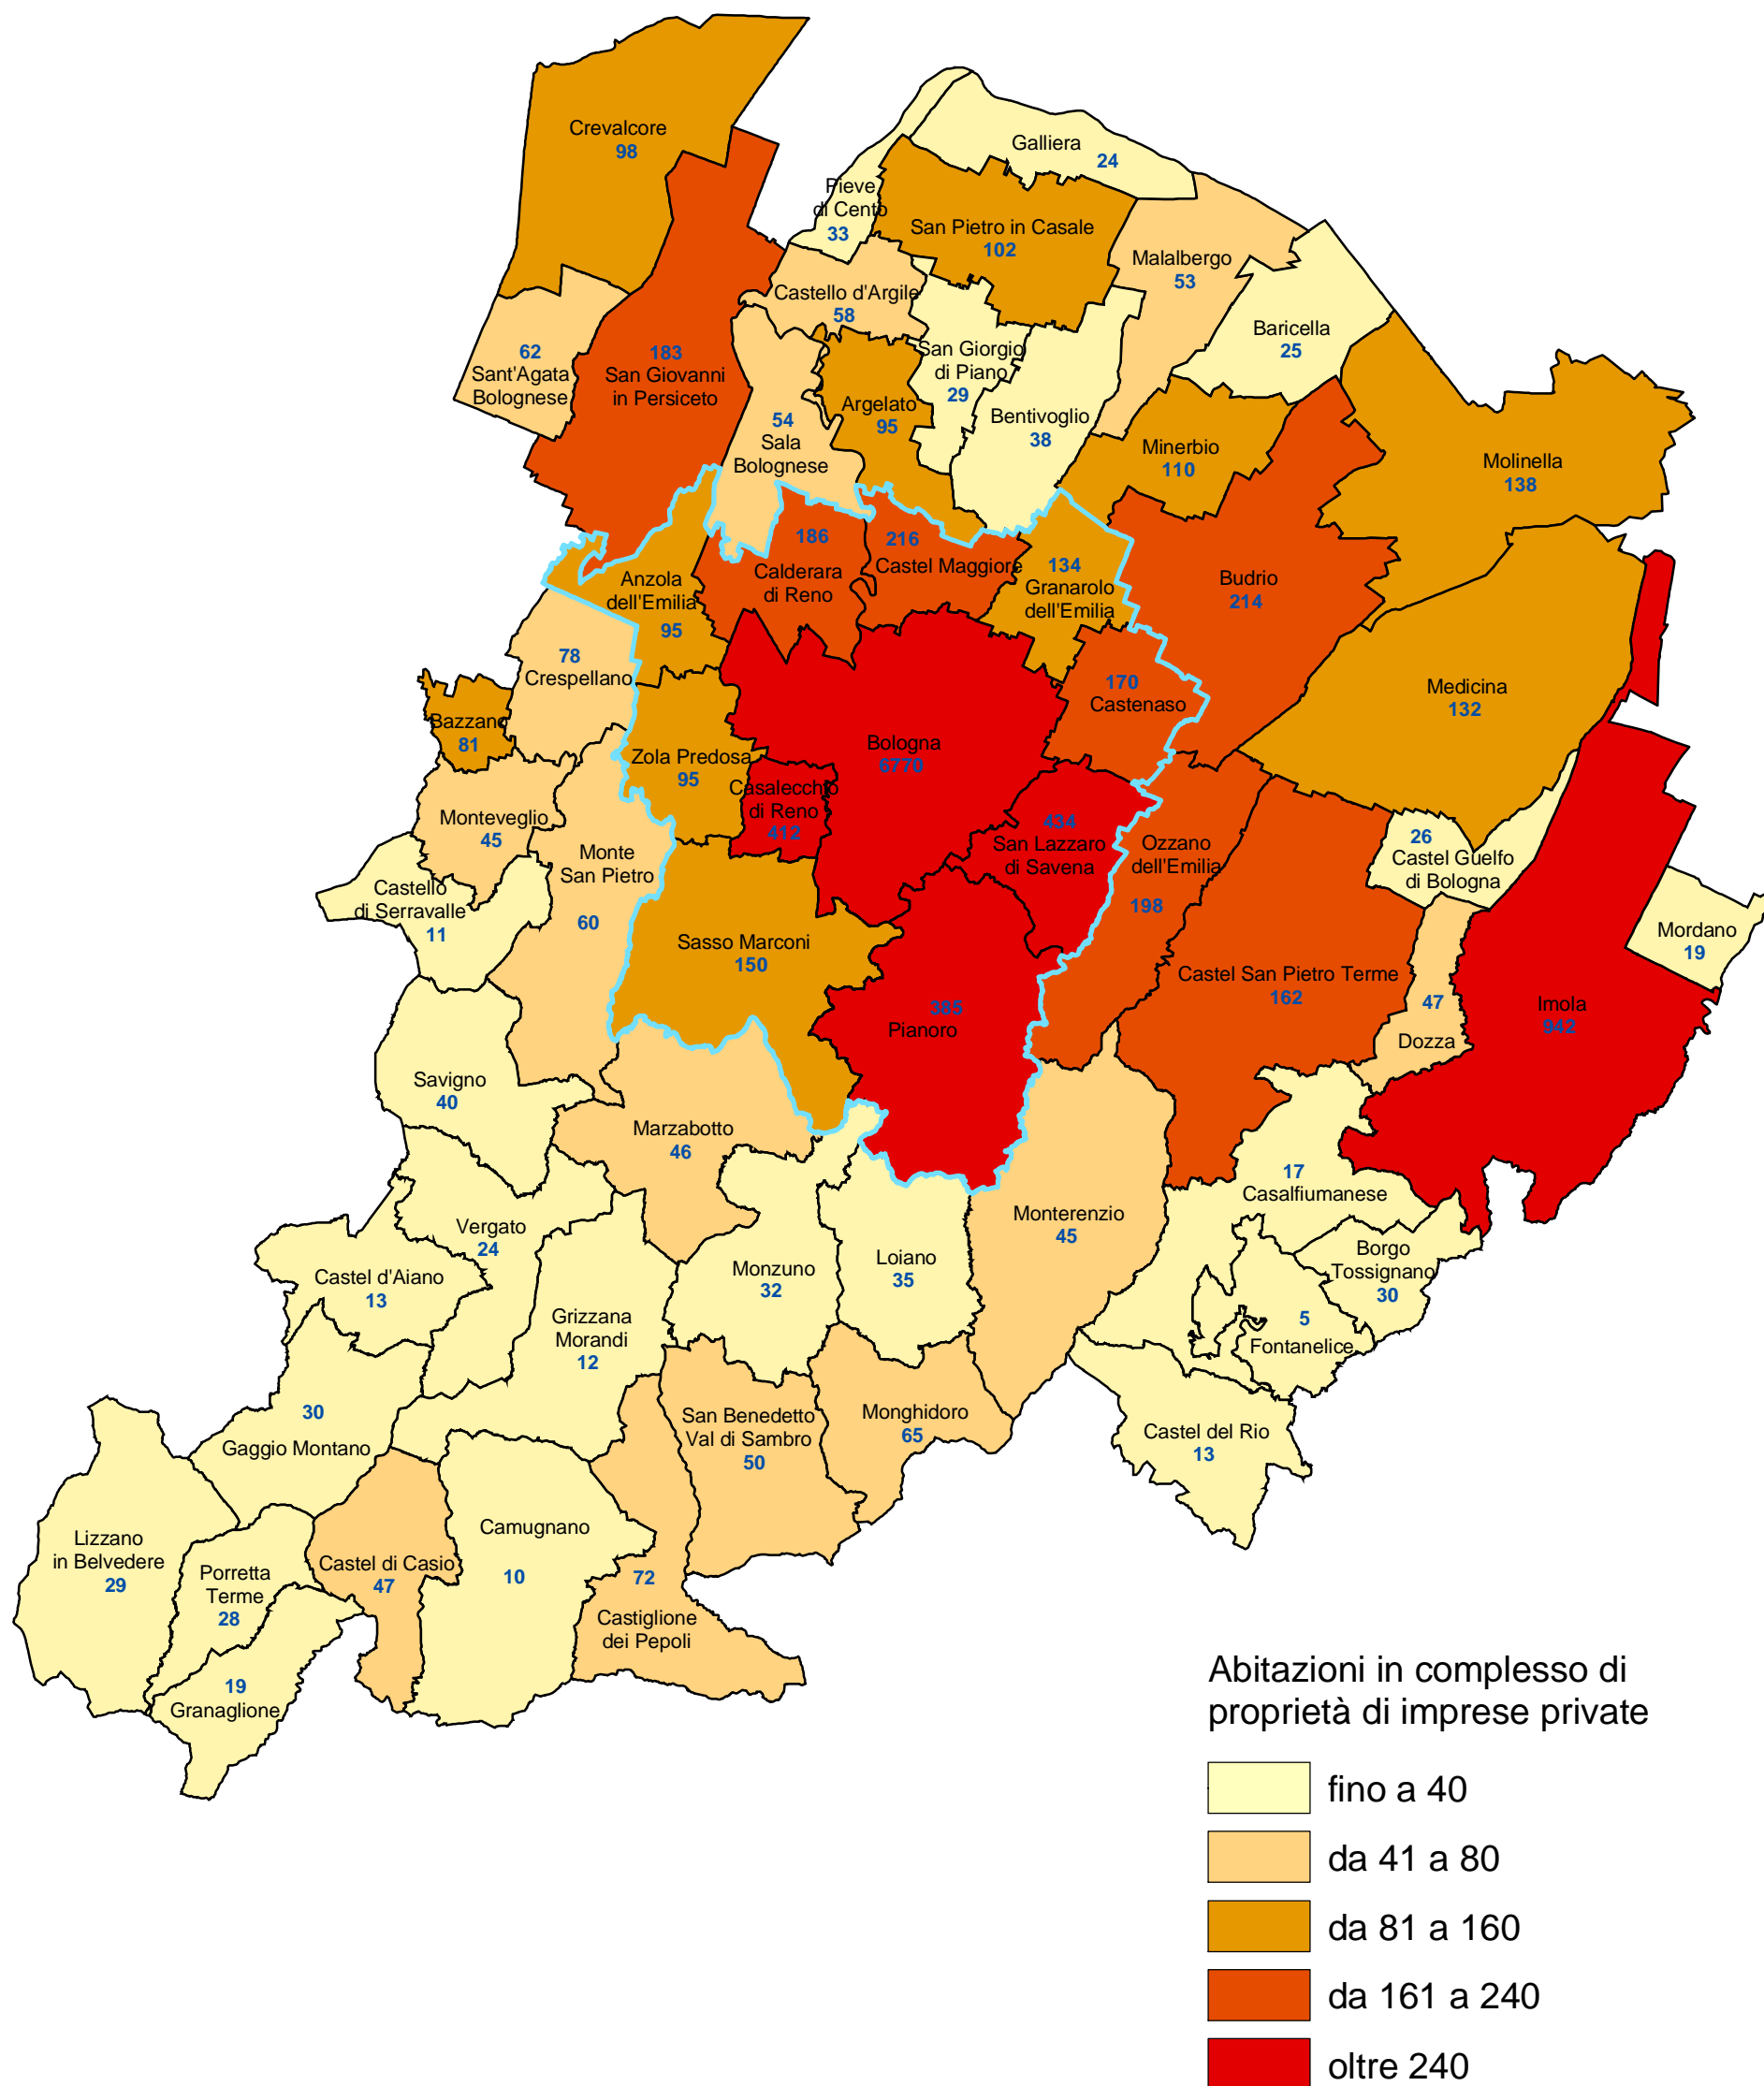 Crevalcore
98
Galliera
24
Pieve
di Cento
33
San Pietro in Casale
102
Malalbergo
53
Castello d'Argile
58
Baricella
25
62
Sant'Agata
Bolognese
183
San Giovanni
in Persiceto
San Giorgio
di Piano
29
Argelato
95
Bentivoglio
38
54
Sala
Bolognese
Minerbio
110
Molinella
138
186
Calderara
di Reno
216
Castel Maggiore
134
Granarolo
dell'Emilia
Budrio
214
Anzola
dell'Emilia
95
78
Crespellano
170
Castenaso
Medicina
132
Bazzano
81
Zola Predosa
95
Bologna
6770
Casalecchio
di Reno
412
434
San Lazzaro
di Savena
Ozzano
dell'Emilia
198
Monteveglio
45
Monte
San Pietro
60
26
Castel Guelfo
di Bologna
Castello
di Serravalle
11
Sasso Marconi
150
Mordano
19
Castel San Pietro Terme
162
47
Dozza
Imola
942
385
Pianoro
Savigno
40
Marzabotto
46
17
Casalfiumanese
Vergato
24
Monterenzio
45
Castel d'Aiano
13
Monzuno
32
Loiano
35
Borgo
Tossignano
30
Grizzana
Morandi
12
5
Fontanelice
30
Gaggio Montano
San Benedetto
Val di Sambro
50
Monghidoro
65
Castel del Rio
13
Lizzano
in Belvedere
29
Camugnano
10
Castel di Casio
47
Porretta
Terme
28
72
Castiglione
dei Pepoli
19
Granaglione
Abitazioni in complesso di
proprietà di imprese private
fino a 40
da 41 a 80
da 81 a 160
da 161 a 240
oltre 240